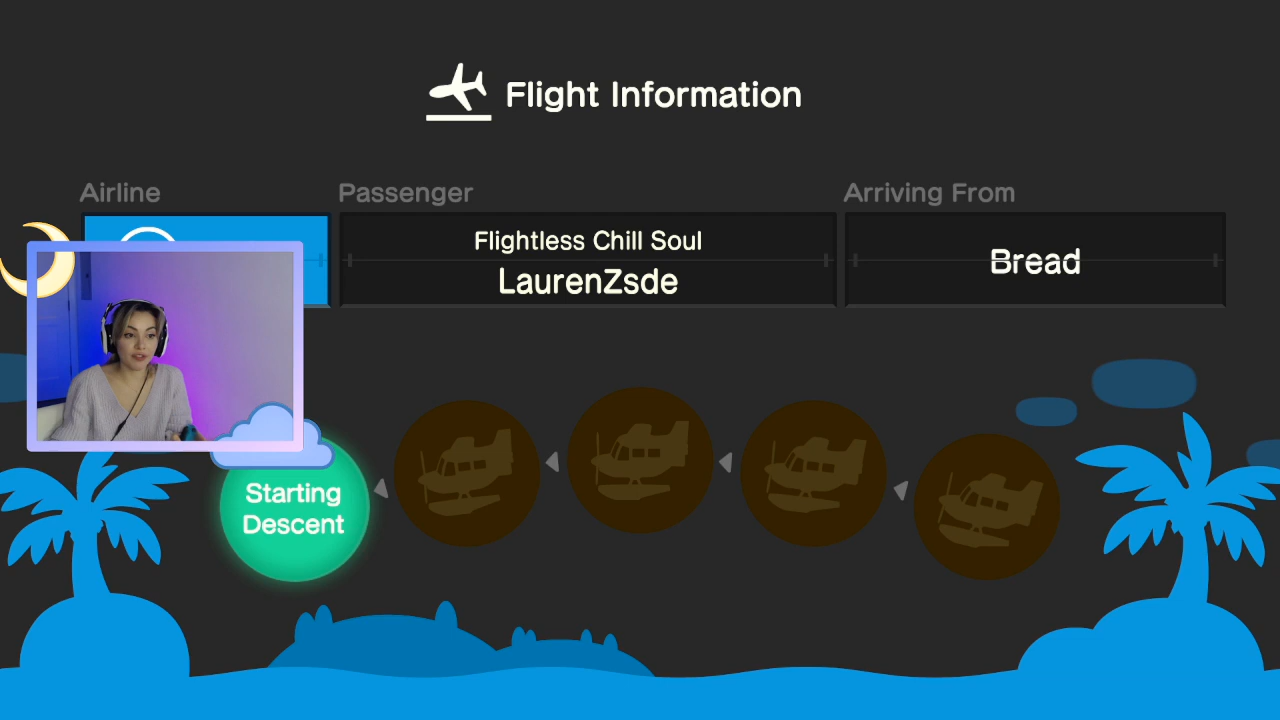 Flight Information
Airline
Passenger
Arriving From
Flightless Chill Soul
LaurenZsde
Bread
Starting
Descent